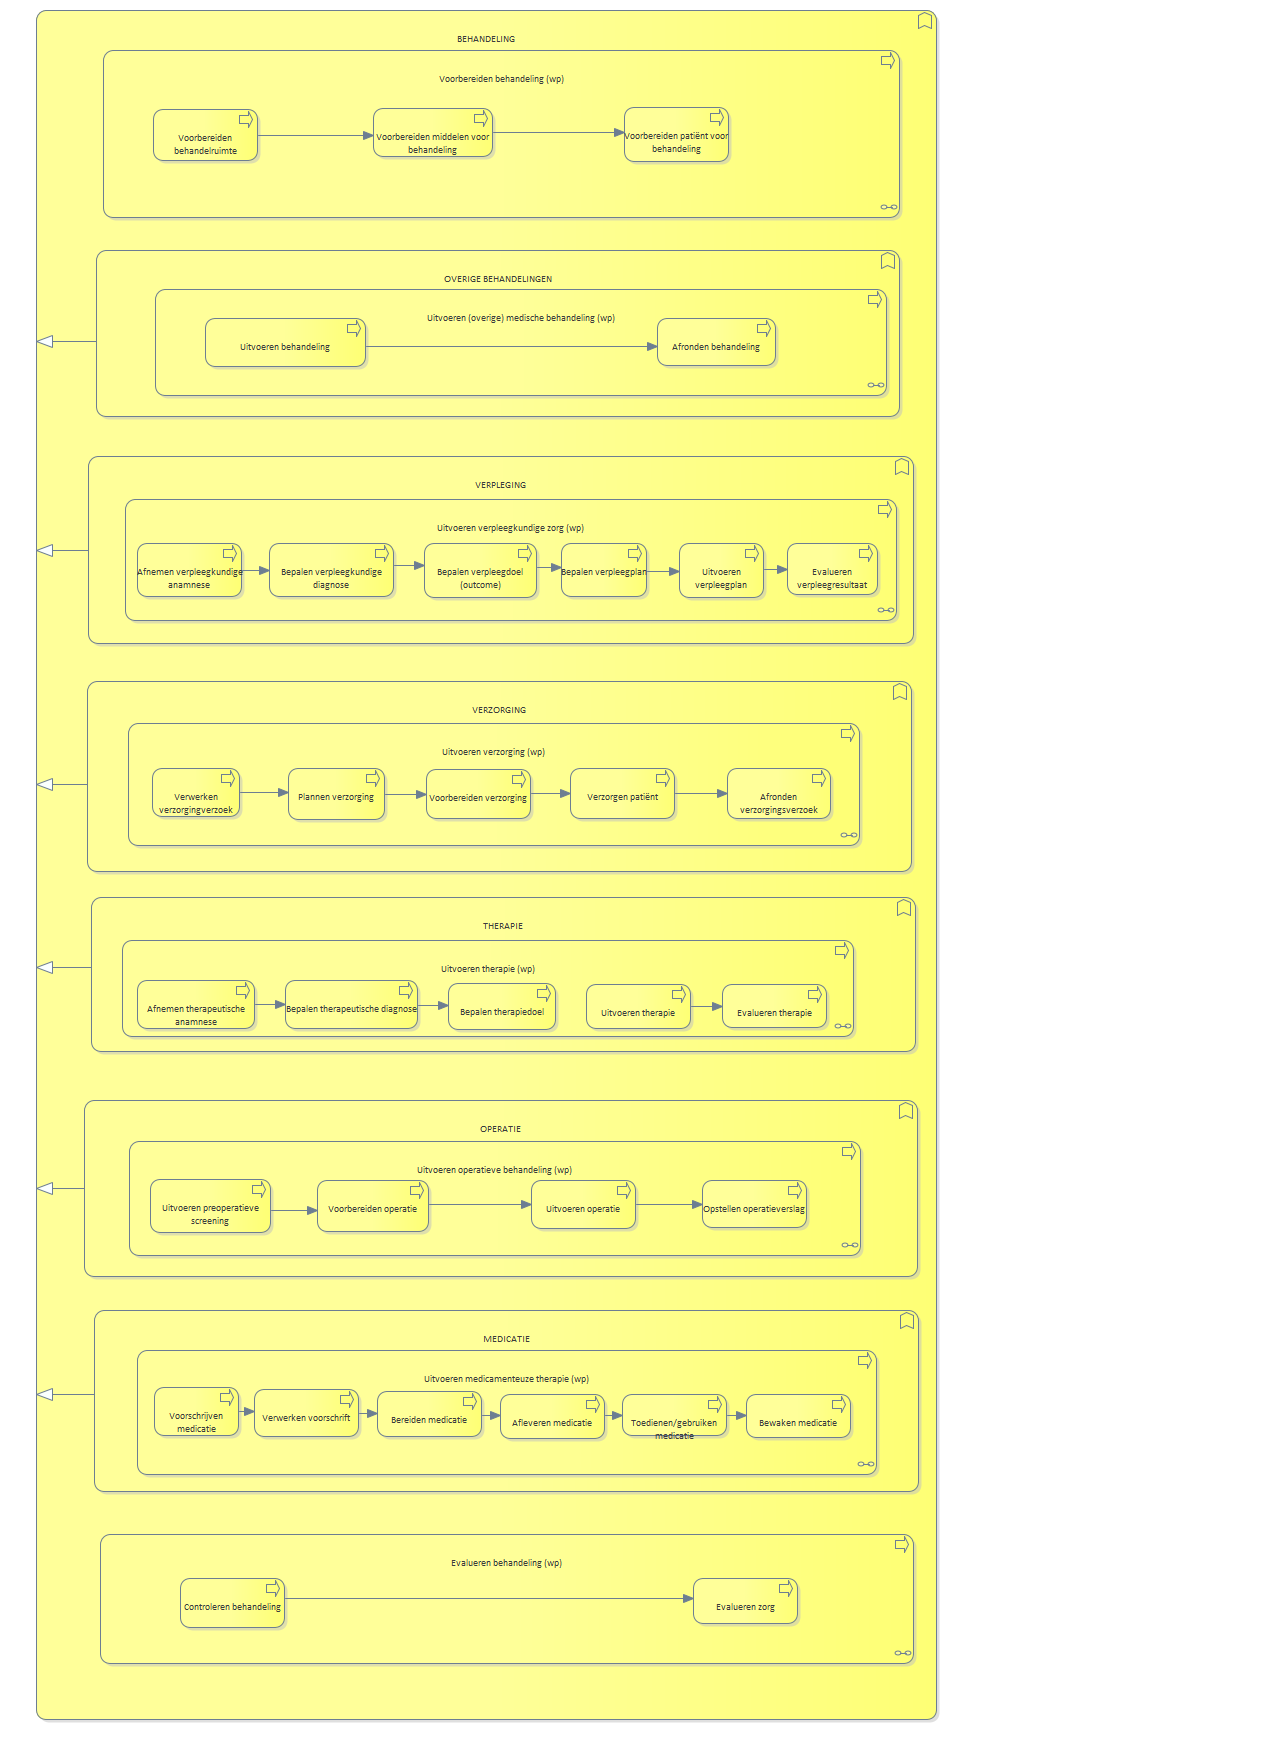 BEHANDELING
Voorbereiden behandeling (wp)
Voorbereiden
behandelruimte
Voorbereiden middelen voor
behandeling
Voorbereiden patiënt voor
behandeling
OVERIGE BEHANDELINGEN
Uitvoeren (overige) medische behandeling (wp)
Uitvoeren behandeling
Afronden behandeling
VERPLEGING
Uitvoeren verpleegkundige zorg (wp)
Afnemen verpleegkundige
anamnese
Bepalen verpleegkundige
diagnose
Bepalen verpleegdoel
(outcome)
Bepalen verpleegplan
Uitvoeren
verpleegplan
Evalueren
verpleegresultaat
VERZORGING
Uitvoeren verzorging (wp)
Verwerken
verzorgingverzoek
Plannen verzorging
Voorbereiden verzorging
Verzorgen patiënt
Afronden
verzorgingsverzoek
THERAPIE
Uitvoeren therapie (wp)
Afnemen therapeutische
anamnese
Bepalen therapeutische diagnose
Bepalen therapiedoel
Uitvoeren therapie
Evalueren therapie
OPERATIE
Uitvoeren operatieve behandeling (wp)
Uitvoeren preoperatieve
screening
Voorbereiden operatie
Uitvoeren operatie
Opstellen operatieverslag
MEDICATIE
Uitvoeren medicamenteuze therapie (wp)
Voorschrijven
medicatie
Verwerken voorschrift
Bereiden medicatie
Afleveren medicatie
Toedienen/gebruiken
medicatie
Bewaken medicatie
Evalueren behandeling (wp)
Controleren behandeling
Evalueren zorg